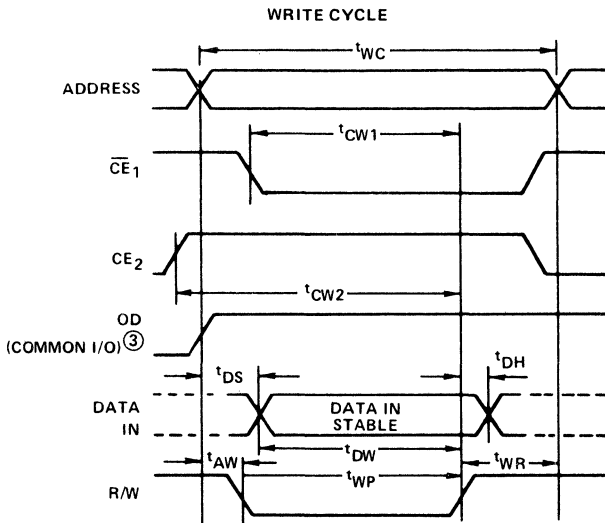 WRITE CYCLE
tWC
ADDRESS
tCW1
CE1
CE2
tCW2
OD
(COMMON I/O) ③
tDS
tDH
DATA IN
DATA IN STABLE
tDW
tAW
tWP
tWR
R/W